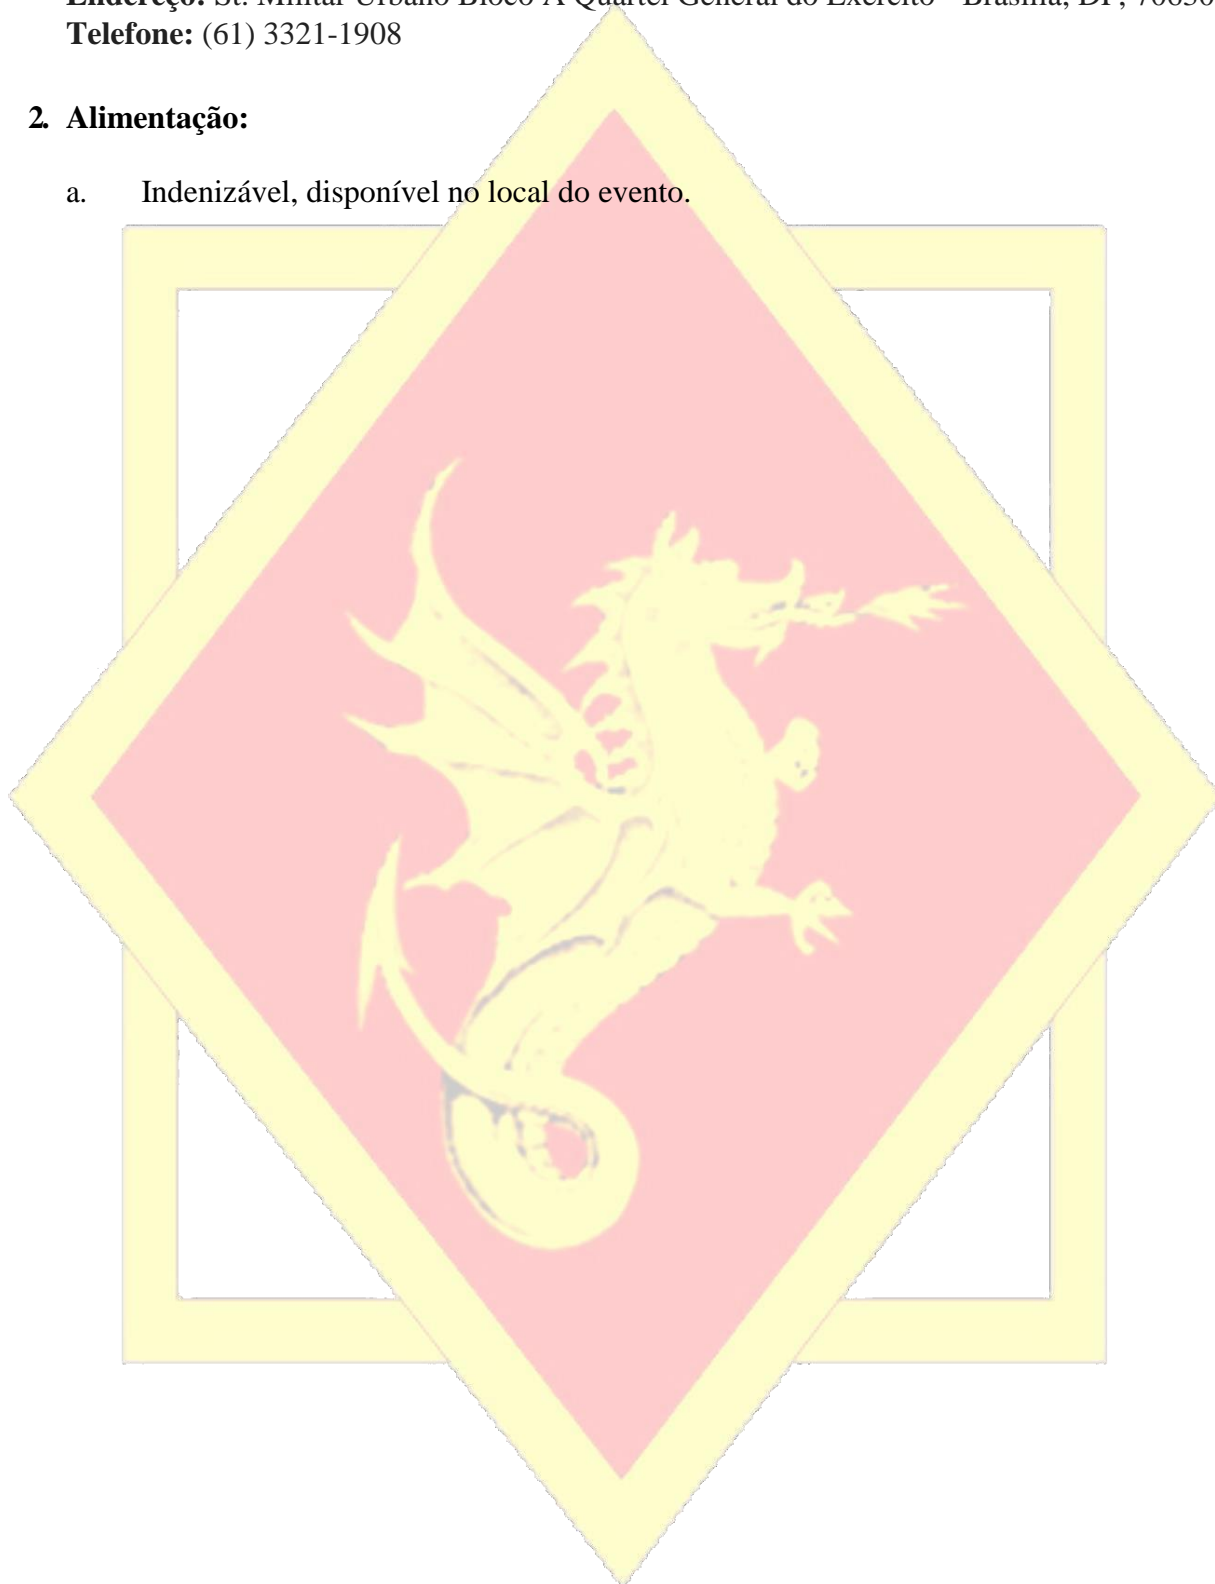 Endereço: St. Militar Urbano Bloco A Quartel General do Exército - Brasília, DF, 70630
Telefone: (61) 3321-1908
2. Alimentação:
a. Indenizável, disponível no local do evento.